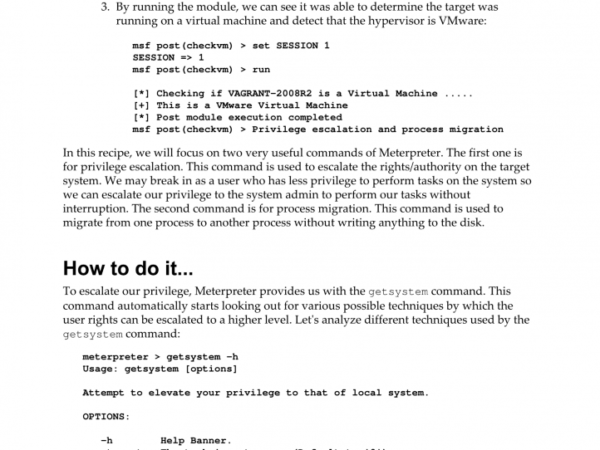 3. By running the module, we can see it was able to determine the target was
running on a virtual machine and detect that the hypervisor is VMware:
msf post(checkvm) > set SESSION 1
SESSION => 1
msf post(checkvm) > run
[*] Checking if VAGRANT-2008R2 is a Virtual Machine .....
[+] This is a VMware Virtual Machine
[*] Post module execution completed
msf post(checkvm) > Privilege escalation and process migration
In this recipe, we will focus on two very useful commands of Meterpreter. The first one is
for privilege escalation. This command is used to escalate the rights/authority on the target
system. We may break in as a user who has less privilege to perform tasks on the system so
we can escalate our privilege to the system admin to perform our tasks without
interruption. The second command is for process migration. This command is used to
migrate from one process to another process without writing anything to the disk.
How to do it...
To escalate our privilege, Meterpreter provides us with the getsystem command. This
command automatically starts looking out for various possible techniques by which the
user rights can be escalated to a higher level. Let's analyze different techniques used by the
getsystem command:
meterpreter > getsystem -h
Usage: getsystem [options]
Attempt to elevate your privilege to that of local system.
OPTIONS:
-h Help Banner.